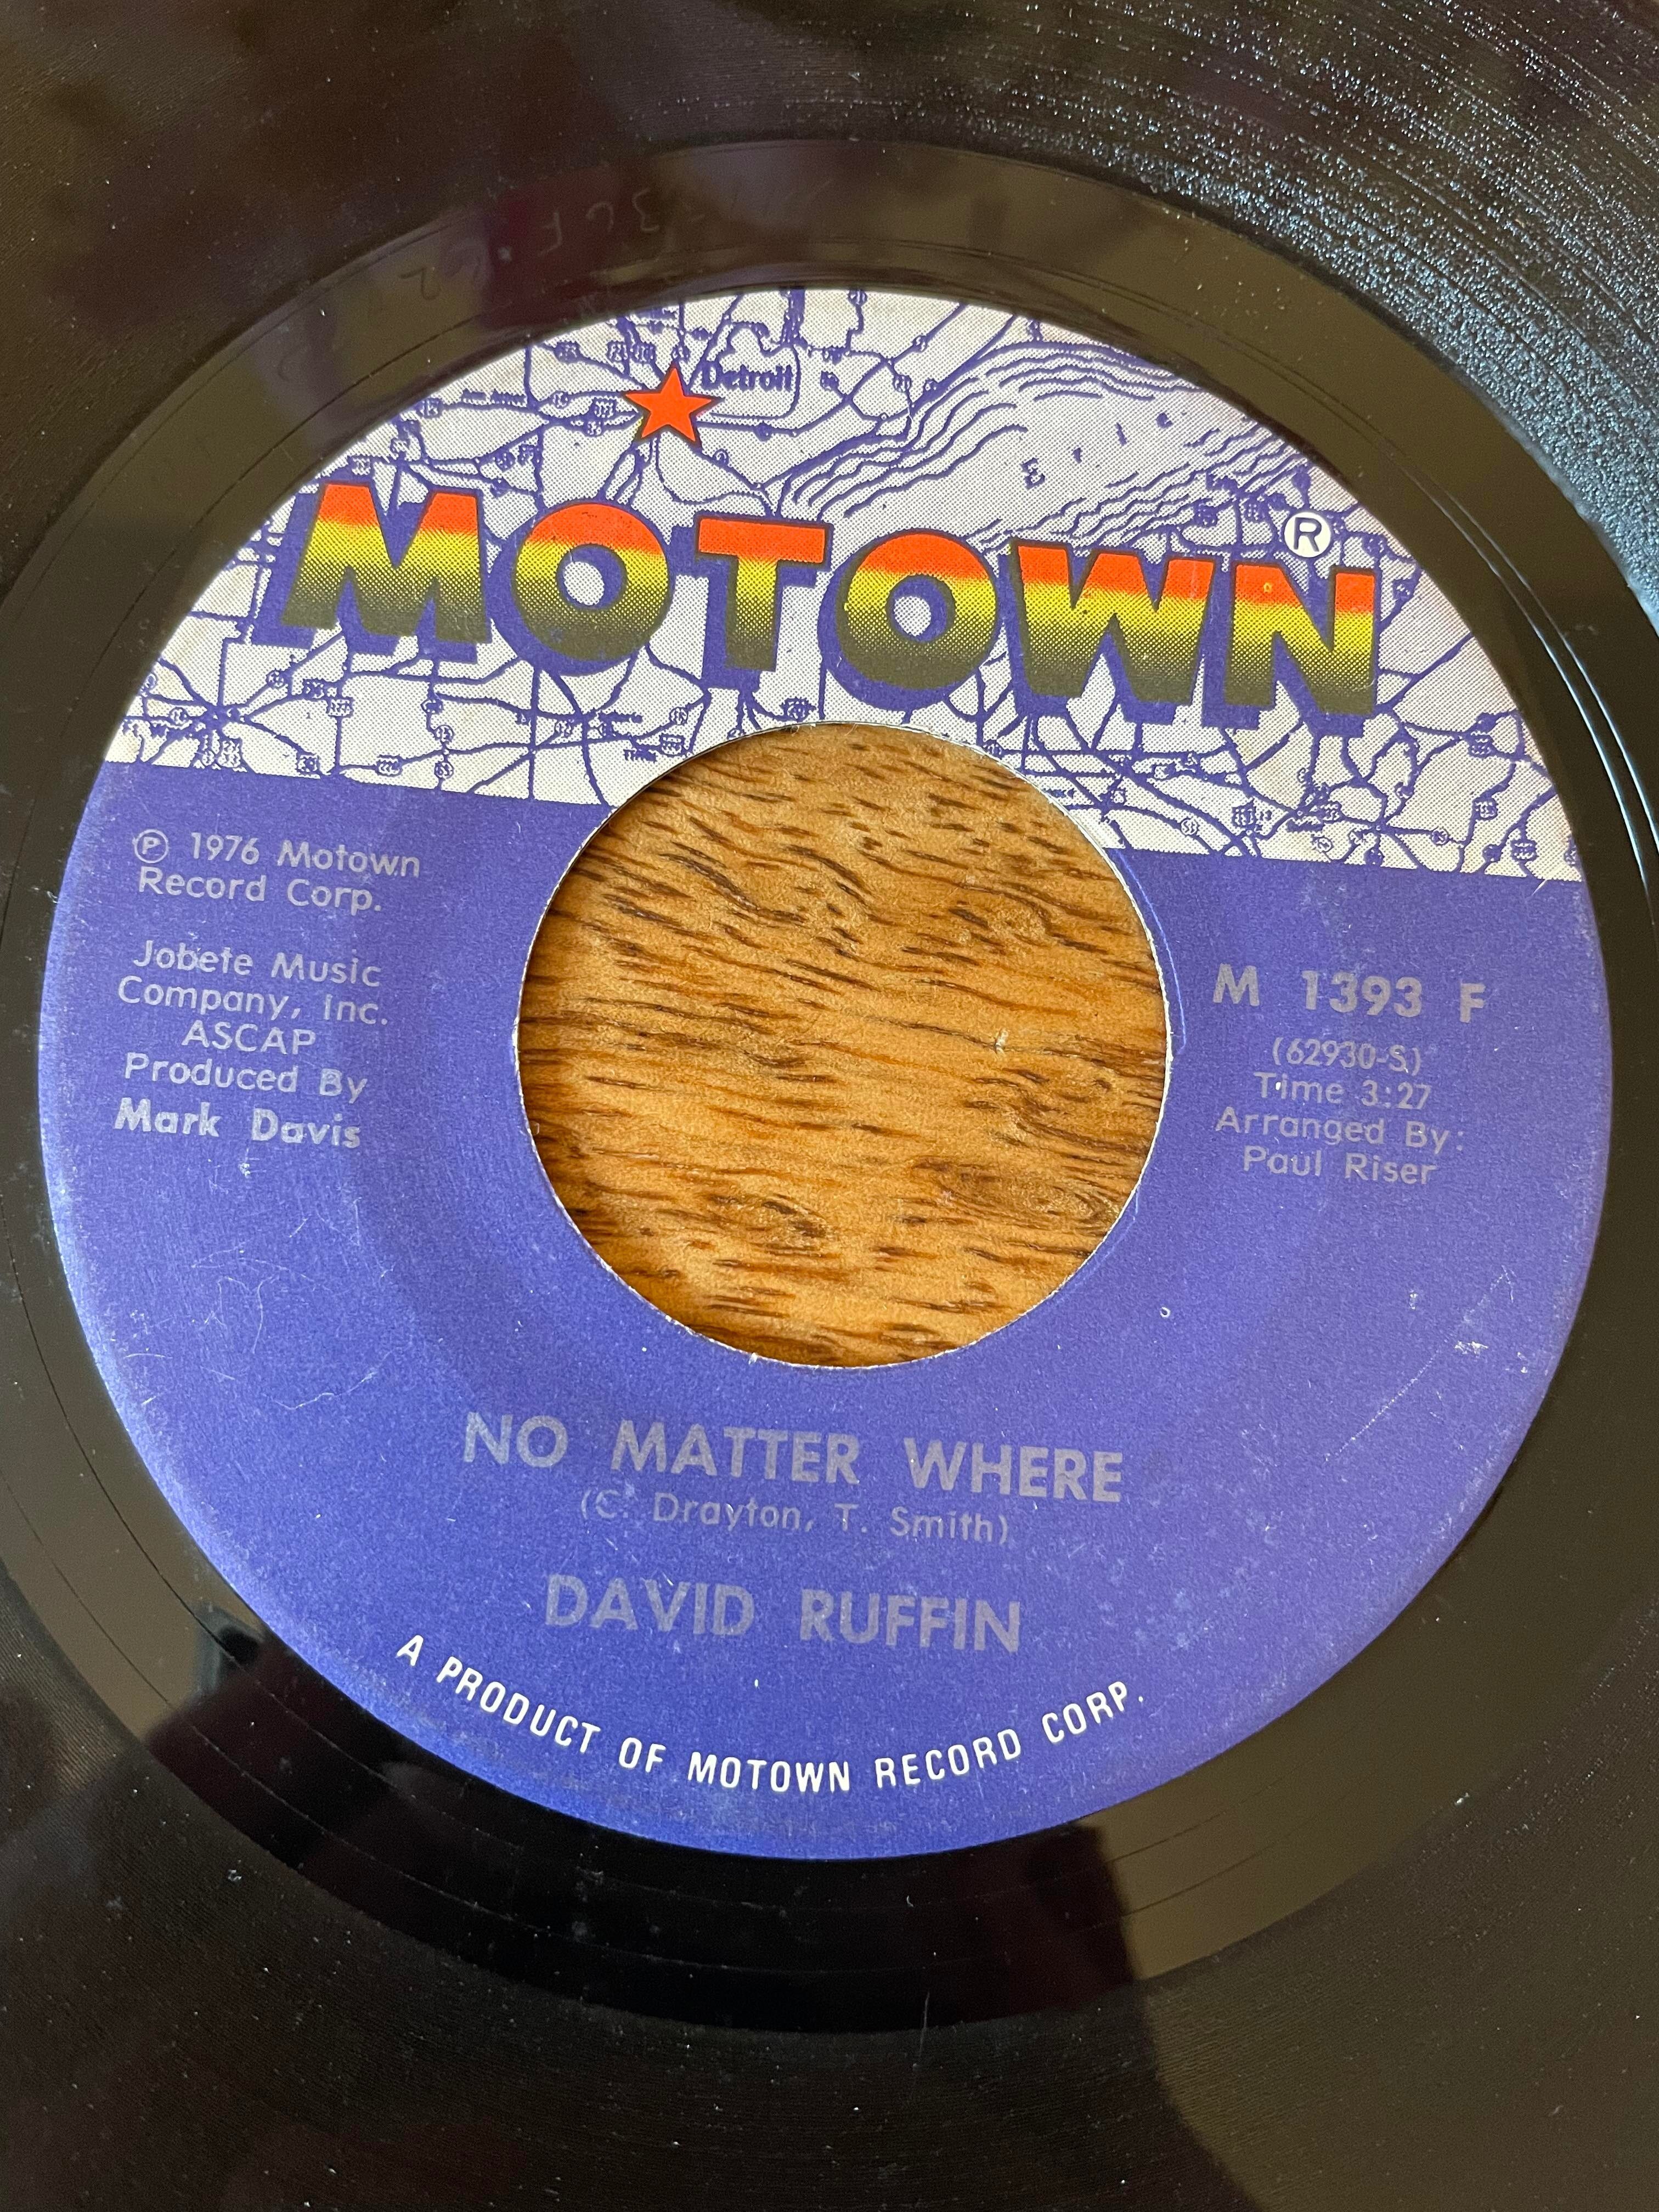 Detroit
E r i e
MOTOWN®
Ⓟ 1976 Motown
Record Corp.
Jobete Music
Company, Inc.
ASCAP
Produced By
Mark Davis
M 1393 F
(62930-S)
Time 3:27
Arranged By:
Paul Riser
NO MATTER WHERE
(C. Drayton, T. Smith)
DAVID RUFFIN
A PRODUCT OF MOTOWN RECORD CORP.